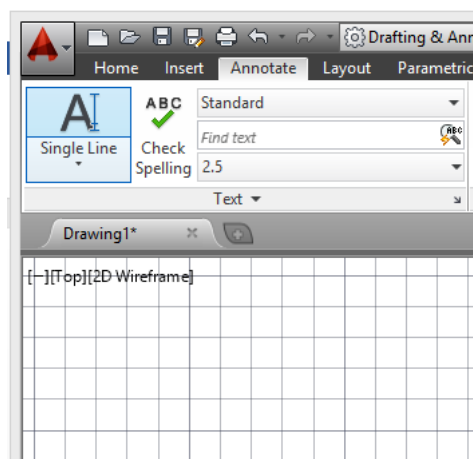 Drafting & Ann
Home Insert Annotate Layout Parametric
A ABC Standard
Single Line Check Spelling Find text ABC
2.5
Text
Drawing1*
[−][Top][2D Wireframe]